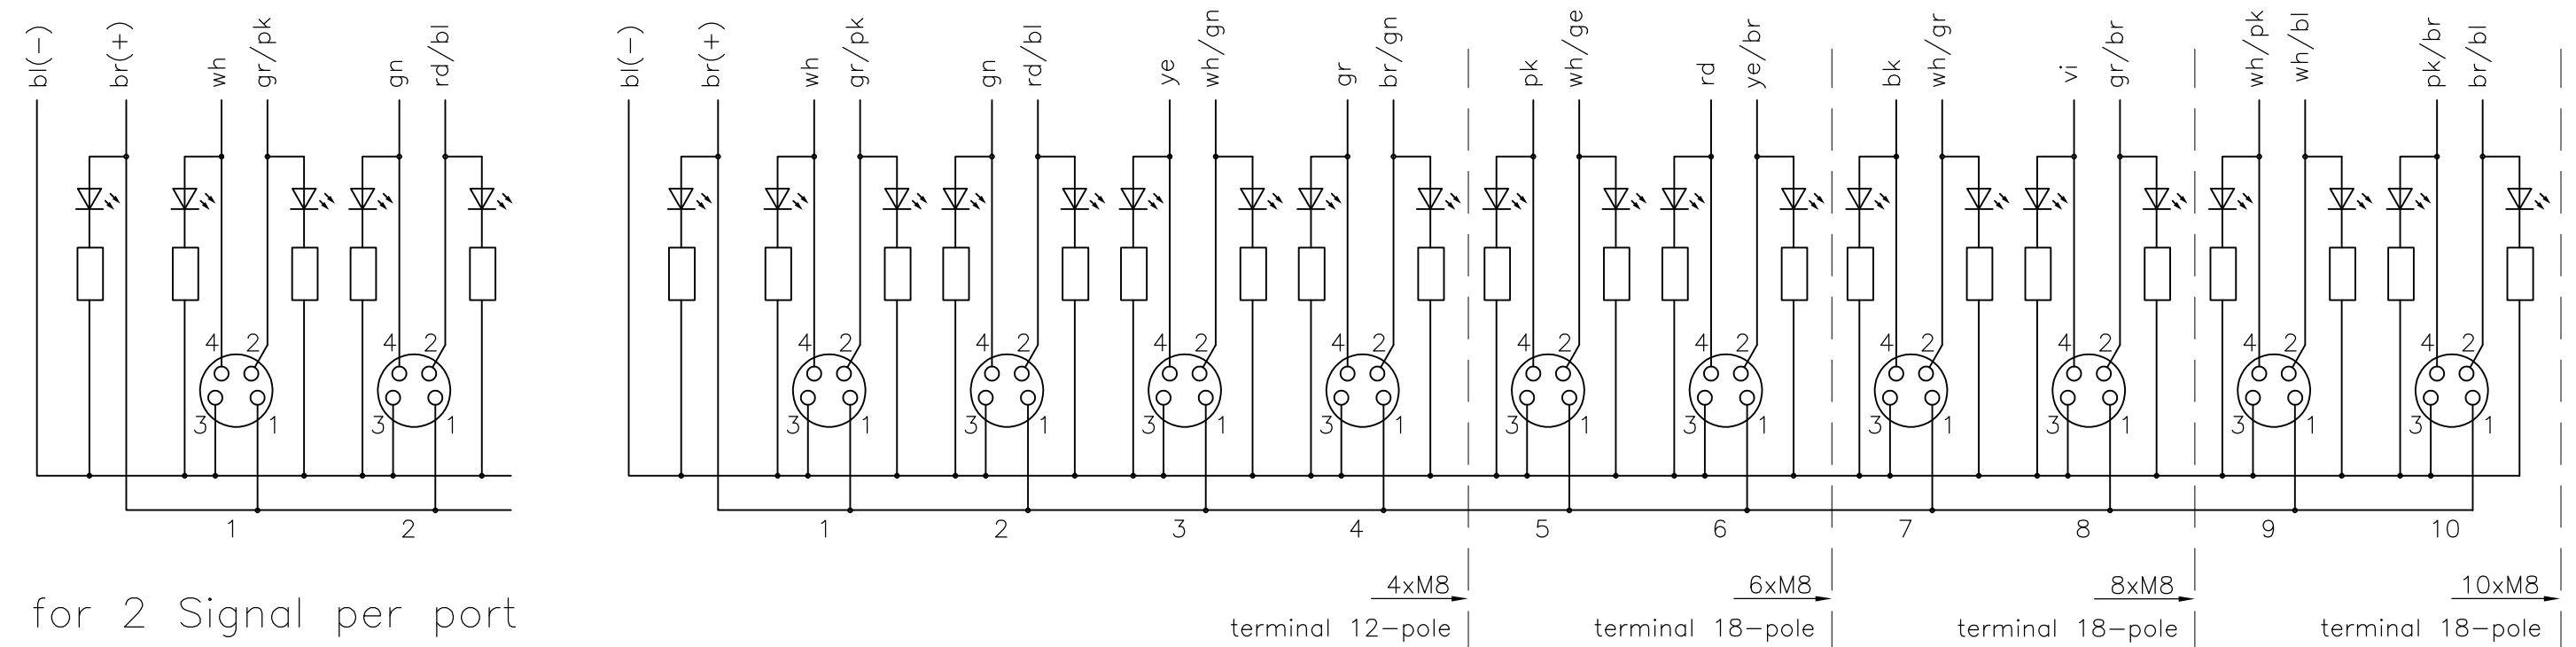 bl(-) br(+) wh gr/pk gn rd/bl
4 2 4 2
3 1 3 1
1 2
for 2 Signal per port
bl(-) br(+) wh gr/pk gn rd/bl ye wh/gn gr br/gn pk wh/ge rd ye/br bk wh/gr vi gr/br wh/pk wh/bl pk/br br/bl
4 2 4 2 4 2 4 2 4 2 4 2 4 2 4 2 4 2 4 2
3 1 3 1 3 1 3 1 3 1 3 1 3 1 3 1 3 1 3 1
1 2 3 4 5 6 7 8 9 10
4xM8 6xM8 8xM8 10xM8
terminal 12-pole terminal 18-pole terminal 18-pole terminal 18-pole